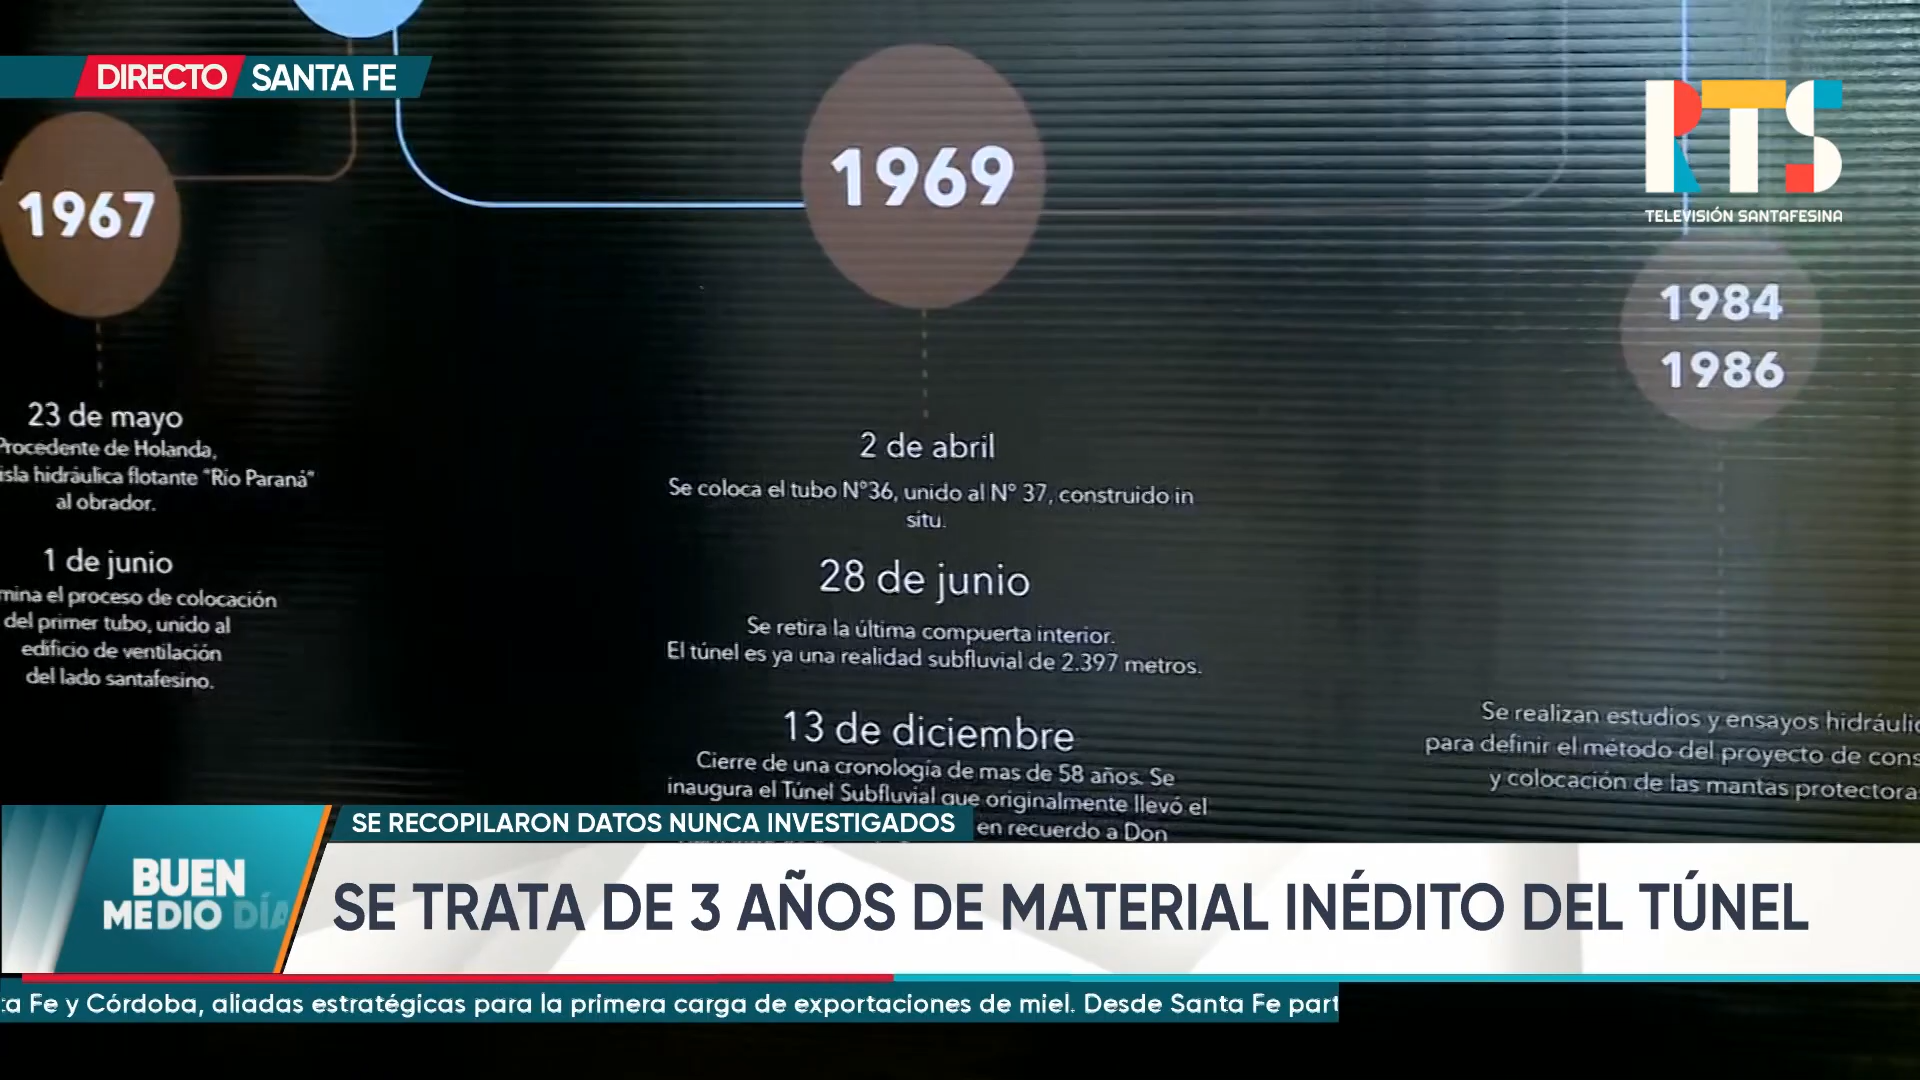 DIRECTO SANTA FE
RTS
TELEVISIÓN SANTAFESINA
1967
23 de mayo
Procedente de Holanda,
isla hidráulica flotante "Río Paraná"
al obrador.
1 de junio
mina el proceso de colocación
del primer tubo, unido al
edificio de ventilación
del lado santafesino.
1969
2 de abril
Se coloca el tubo N°36, unido al N° 37, construido in
situ.
28 de junio
Se retira la última compuerta interior.
El túnel es ya una realidad subfluvial de 2.397 metros.
13 de diciembre
Cierre de una cronología de mas de 58 años. Se
inaugura el Túnel Subfluvial que originalmente llevó el
en recuerdo a Don
1984
1986
Se realizan estudios y ensayos hidráulic
para definir el método del proyecto de cons
y colocación de las mantas protectora
SE RECOPILARON DATOS NUNCA INVESTIGADOS
BUEN
MEDIO DÍA
SE TRATA DE 3 AÑOS DE MATERIAL INÉDITO DEL TÚNEL
ta Fe y Córdoba, aliadas estratégicas para la primera carga de exportaciones de miel. Desde Santa Fe part